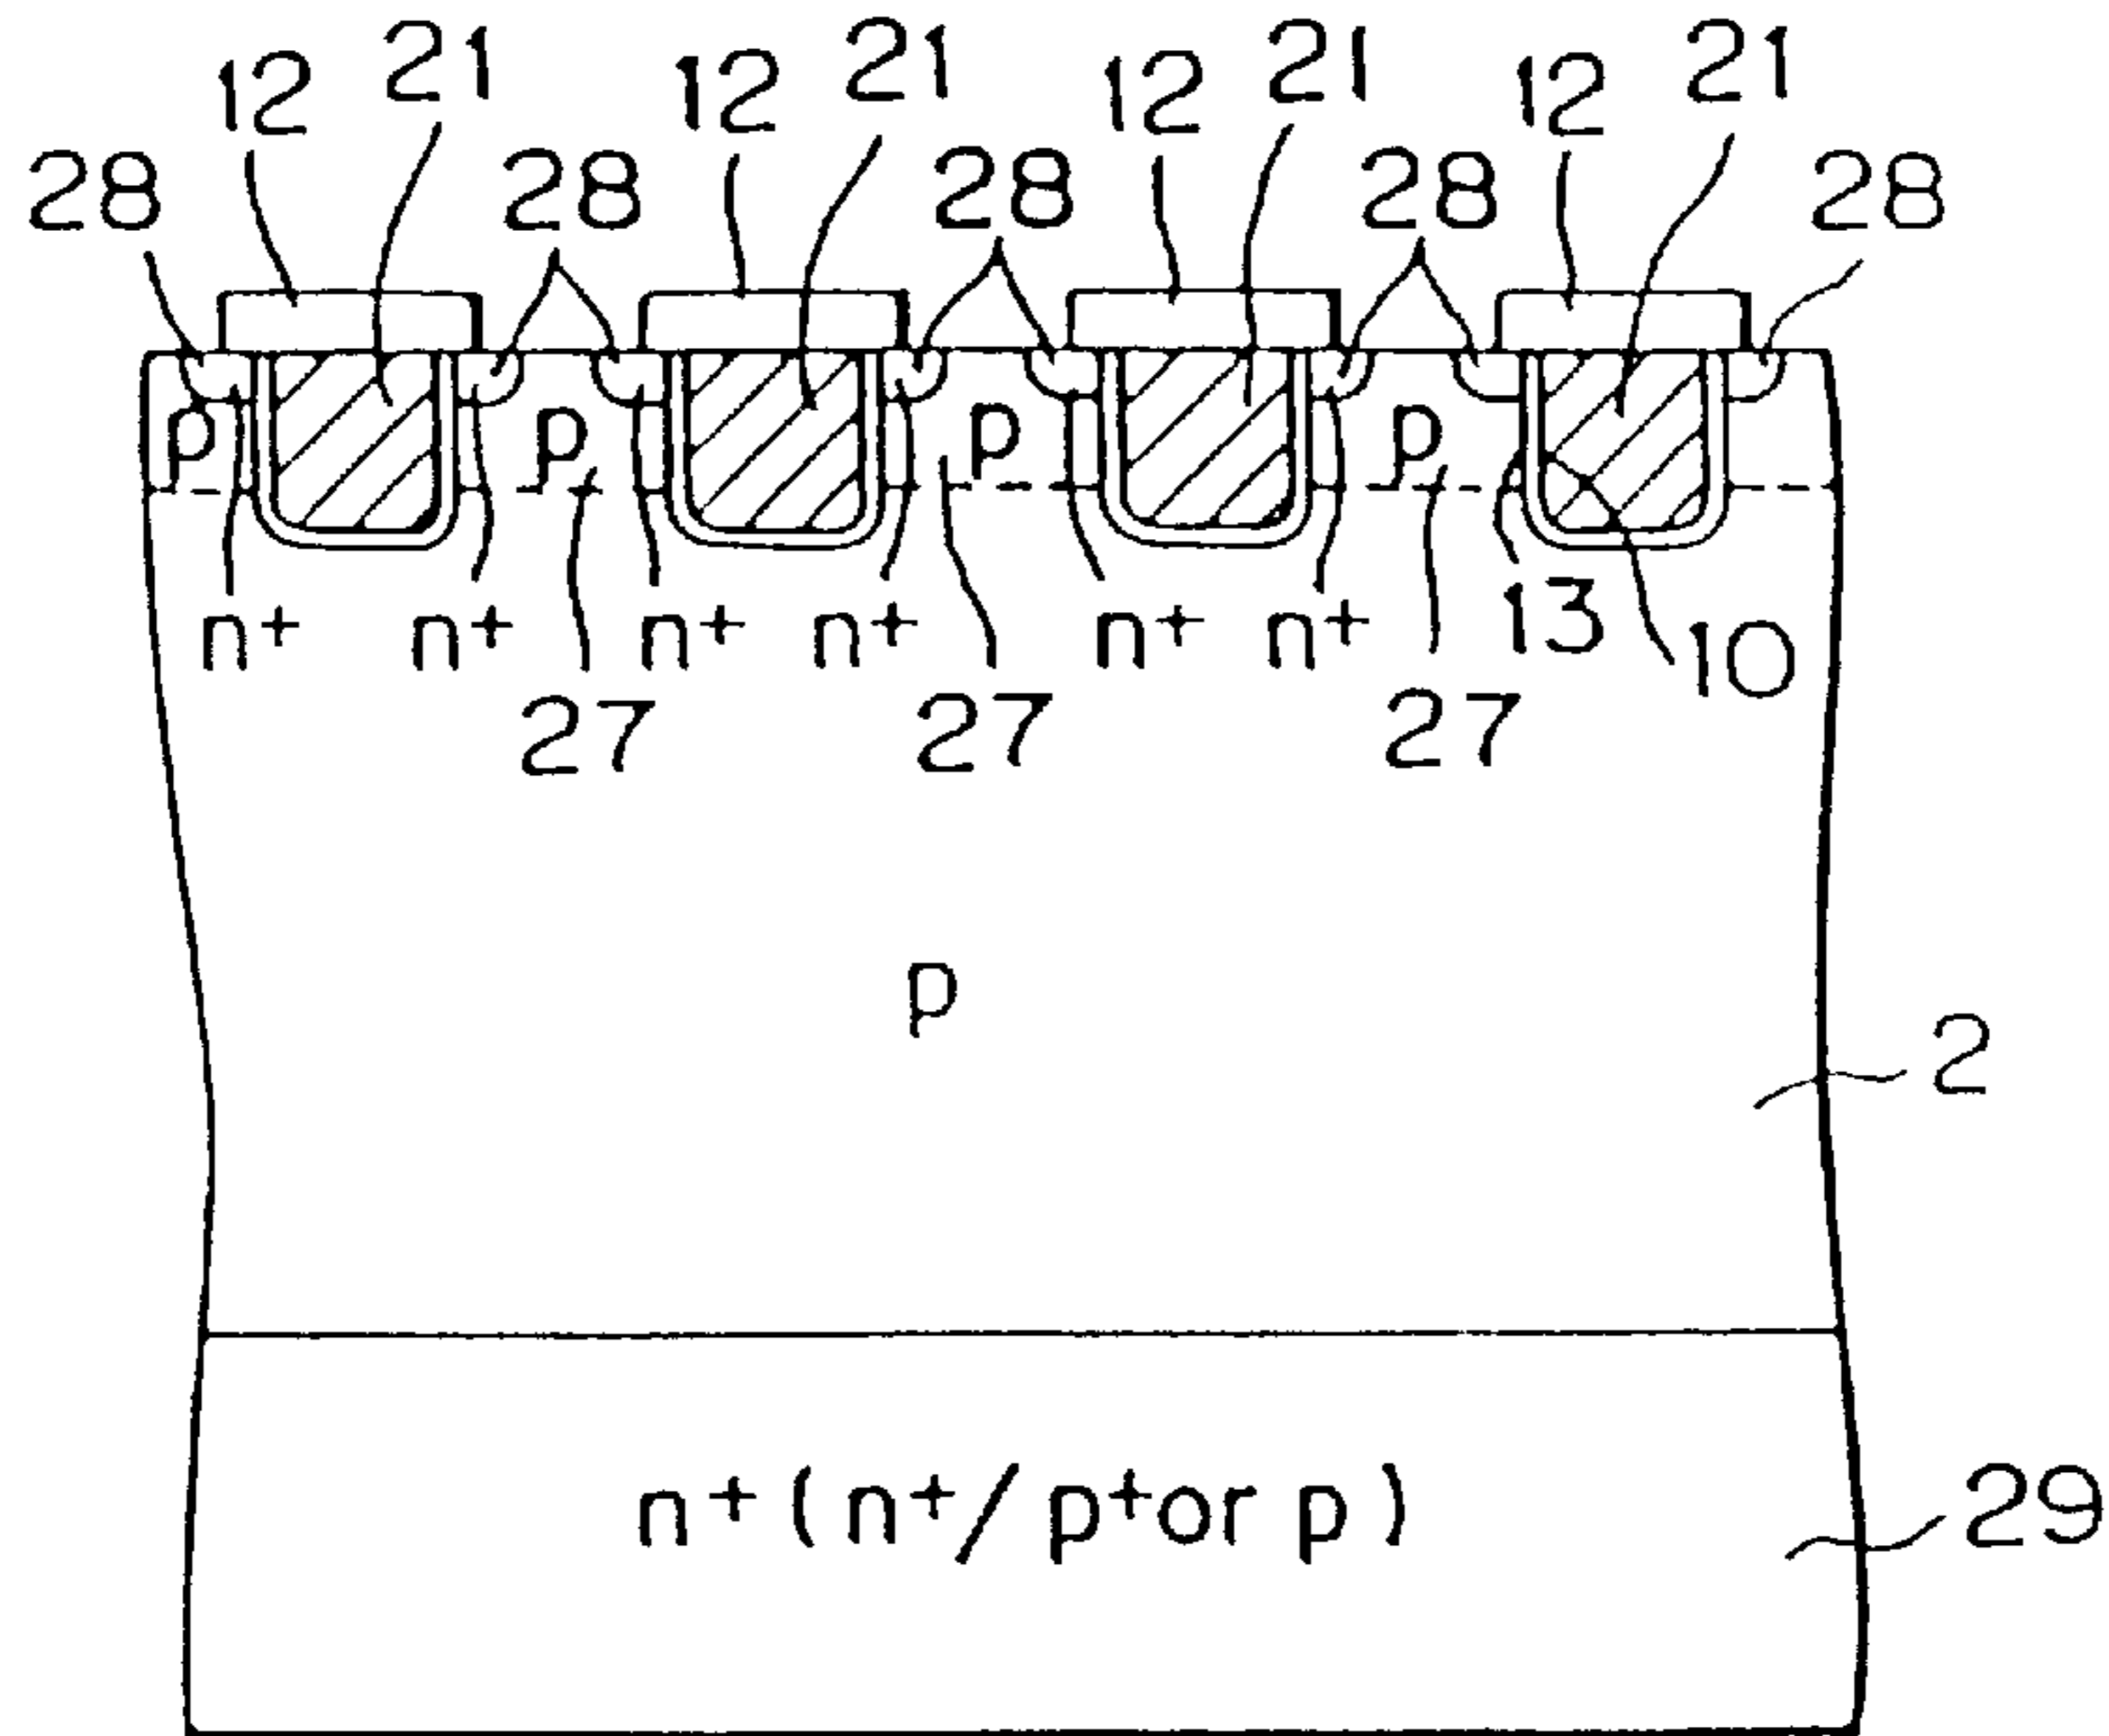 21 21 21 21
12 12 12 12
28 28 28 28 28
p p p p
n+ n+ n+ n+ n+ n+ 13 10
27 27 27
p
2
n+(n+/p+or p) 29